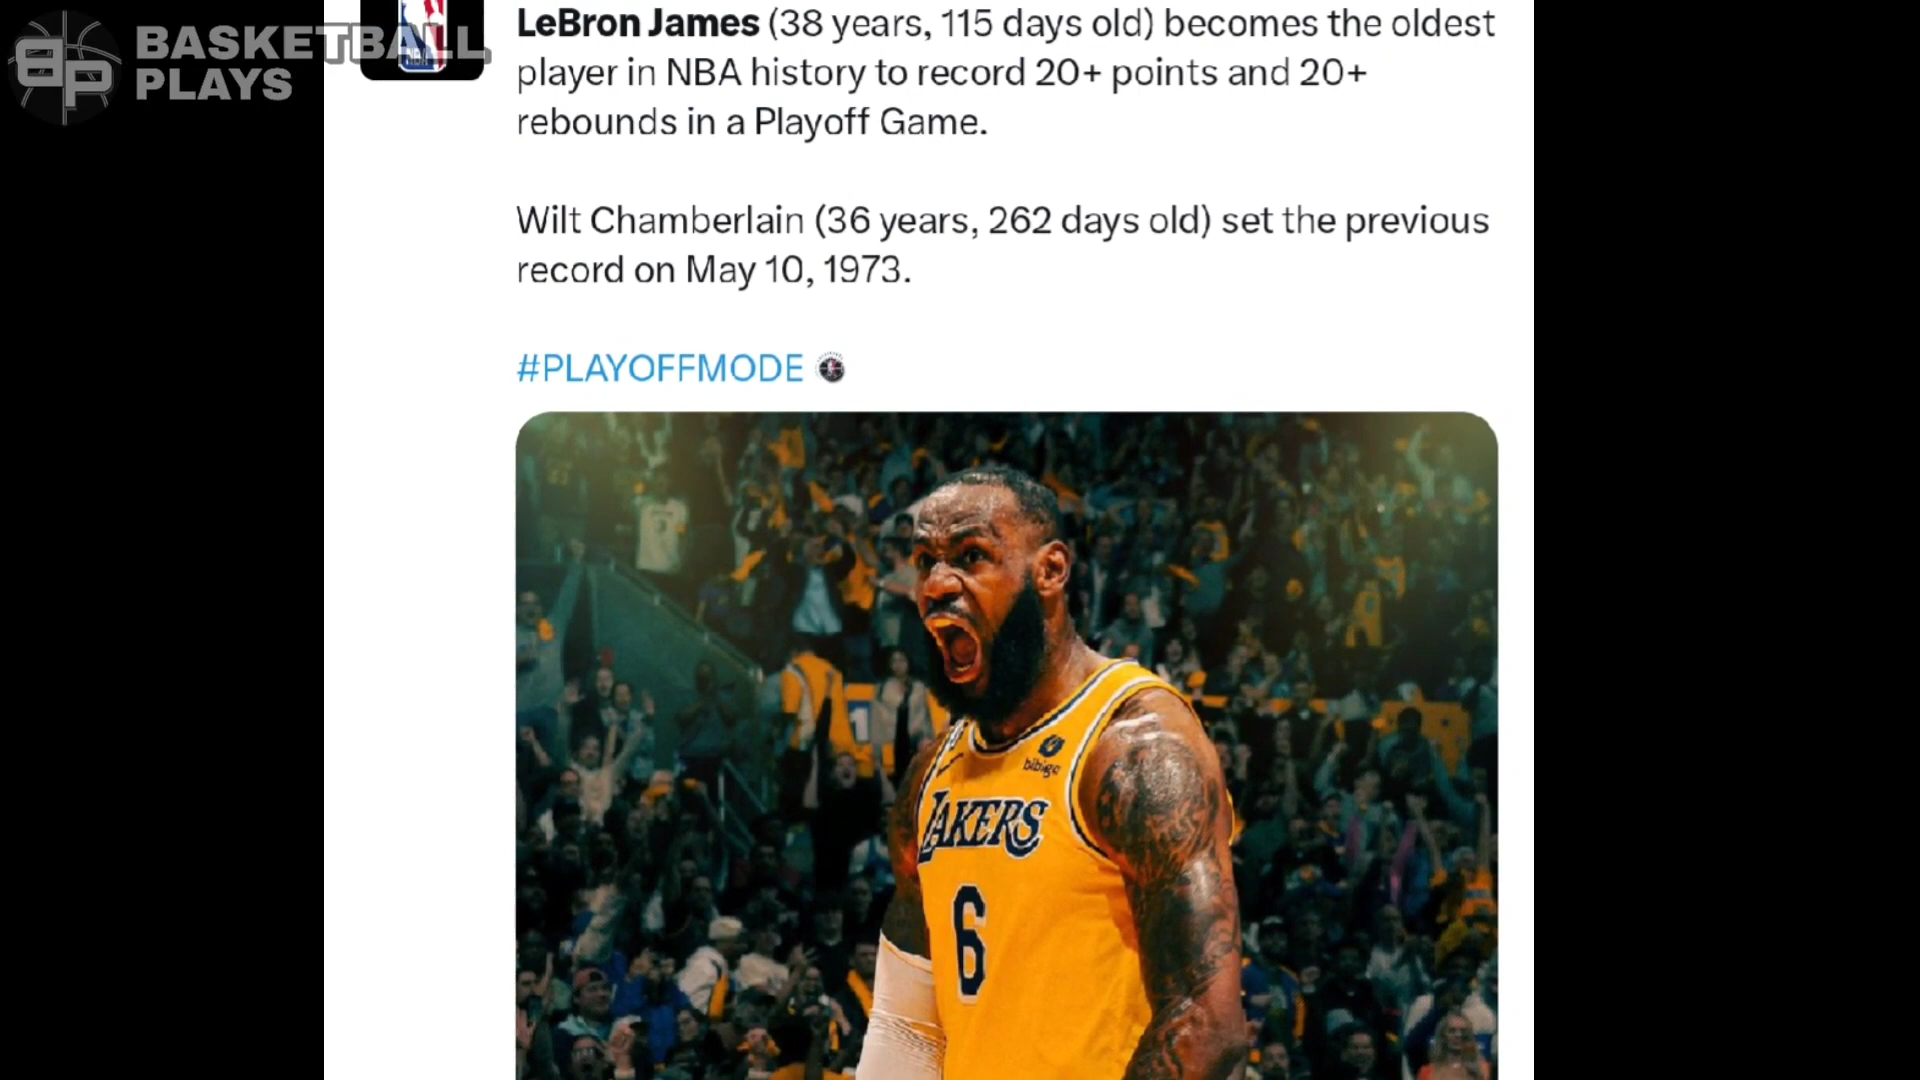 BASKETBALL
PLAYS
BP
NBA
LeBron James (38 years, 115 days old) becomes the oldest
player in NBA history to record 20+ points and 20+
rebounds in a Playoff Game.
Wilt Chamberlain (36 years, 262 days old) set the previous
record on May 10, 1973.
#PLAYOFFMODE
bibigo
LAKERS
6